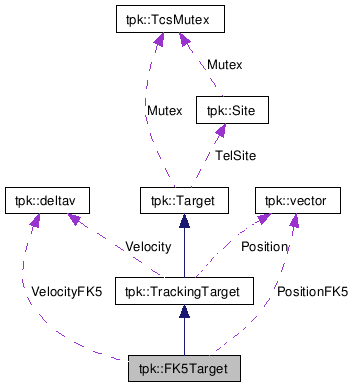 tpk::TcsMutex
Mutex
tpk::Site
Mutex
TelSite
tpk::deltav
tpk::Target
tpk::vector
Velocity
Position
VelocityFK5
tpk::TrackingTarget
PositionFK5
tpk::FK5Target